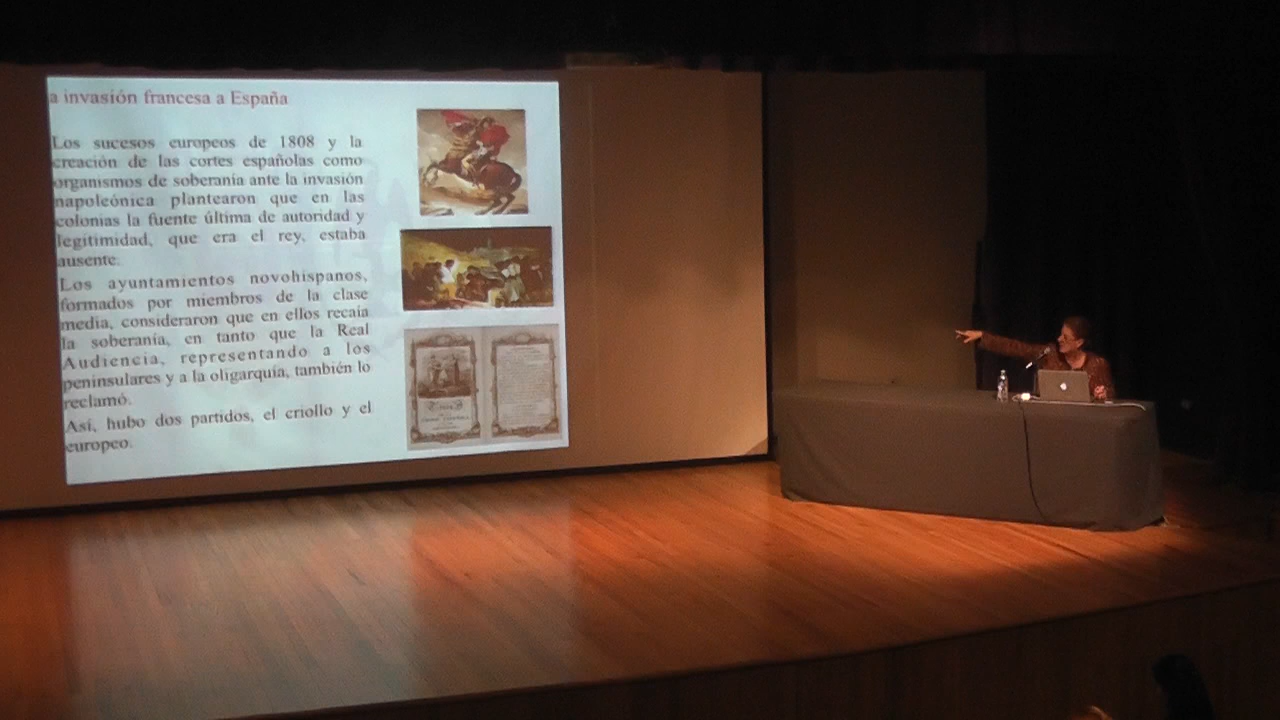 a invasión francesa a España
Los sucesos europeos de 1808 y la
creación de las cortes españolas como
organismos de soberanía ante la invasión
napoleónica plantearon que en las
colonias la fuente última de autoridad y
legitimidad, que era el rey, estaba
ausente.
Los ayuntamientos novohispanos,
formados por miembros de la clase
media, consideraron que en ellos recaía
la soberanía, en tanto que la Real
Audiencia, representando a los
peninsulares y a la oligarquía, también lo
reclamó.
Así, hubo dos partidos, el criollo y el
europeo.